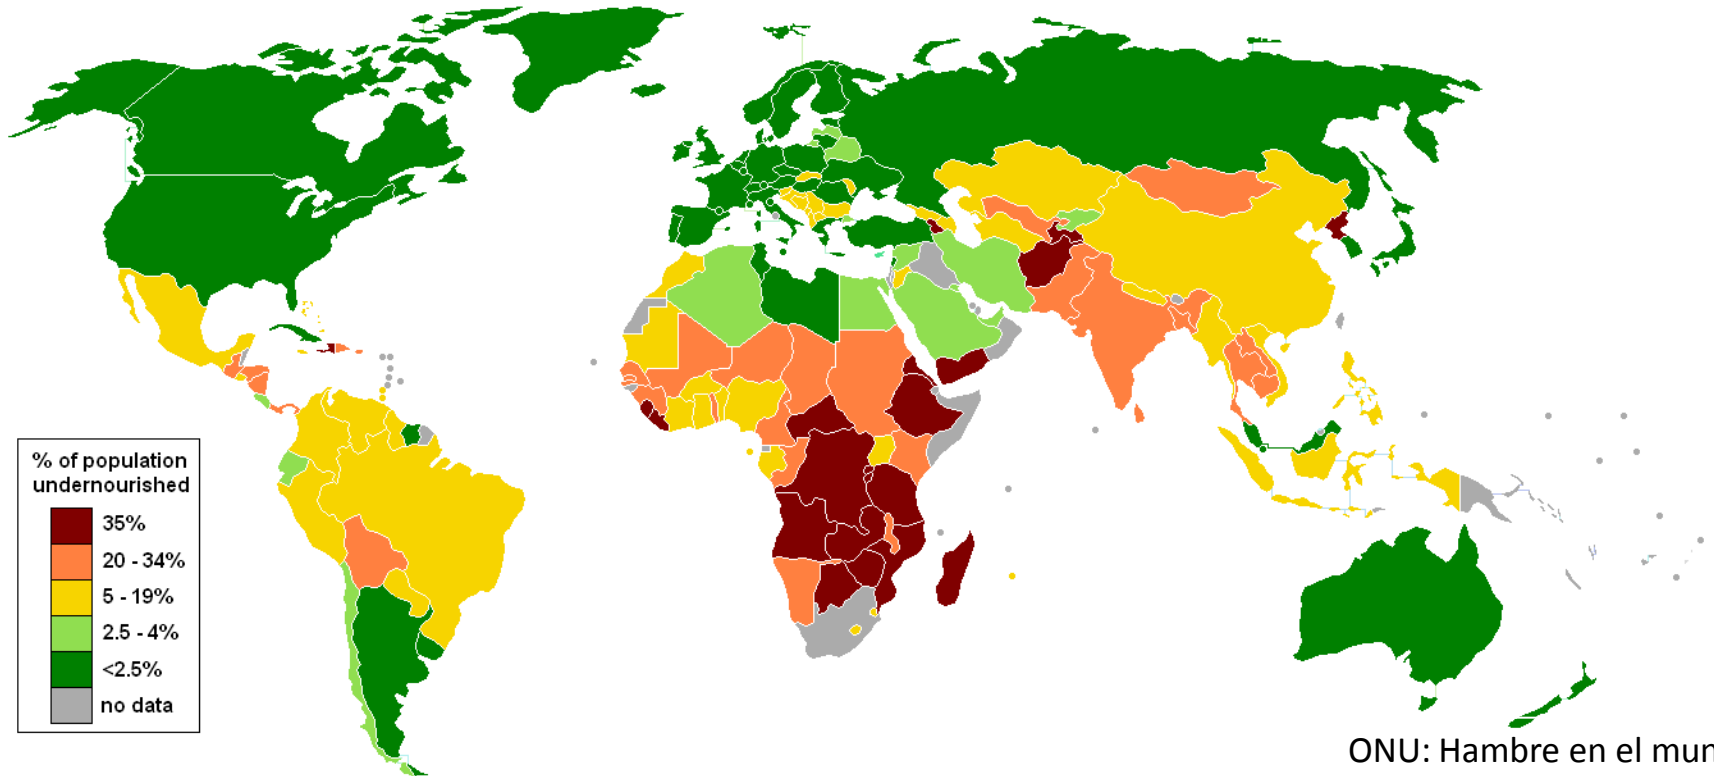 % of population
undernourished
35%
20 - 34%
5 - 19%
2.5 - 4%
<2.5%
no data
ONU: Hambre en el mun